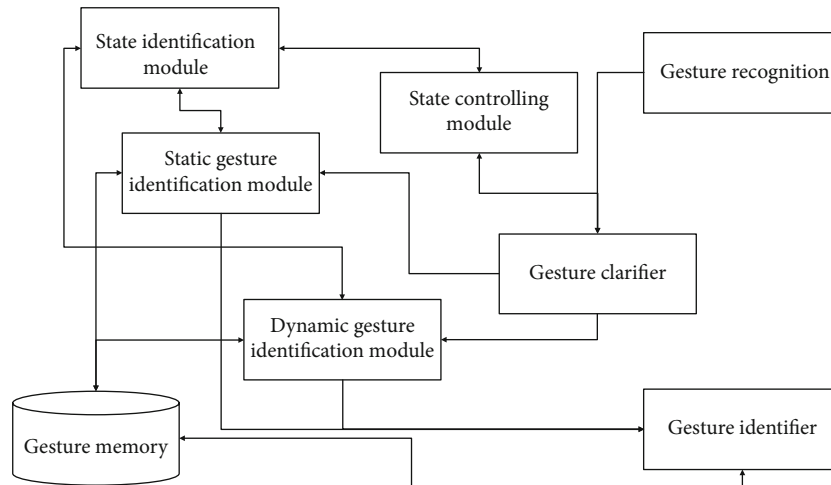 State identification
module
Gesture recognition
State controlling
module
Static gesture
identification module
Gesture clarifier
Dynamic gesture
identification module
Gesture memory
Gesture identifier